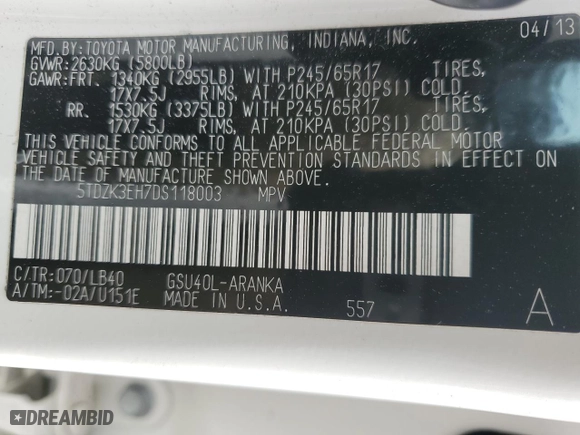 MFD.BY:TOYOTA MOTOR MANUFACTURING, INDIANA, INC. 04/13
GVWR:2630KG (5800LB)
GAWR:FRT. 1340KG (2955LB) WITH P245/65R17 TIRES,
17X7.5J RIMS, AT 210KPA (30PSI) COLD.
RR. 1530KG (3375LB) WITH P245/65R17 TIRES,
17X7.5J RIMS, AT 210KPA (30PSI) COLD.
THIS VEHICLE CONFORMS TO ALL APPLICABLE FEDERAL MOTOR
VEHICLE SAFETY AND THEFT PREVENTION STANDARDS IN EFFECT ON
THE DATE OF MANUFACTURE SHOWN ABOVE.
5TDZK3EH7DS118003 MPV
C/TR:070/LB40 GSU40L-ARANKA
A/TM:-02A/U151E MADE IN U.S.A. 557 A
DREAMBID